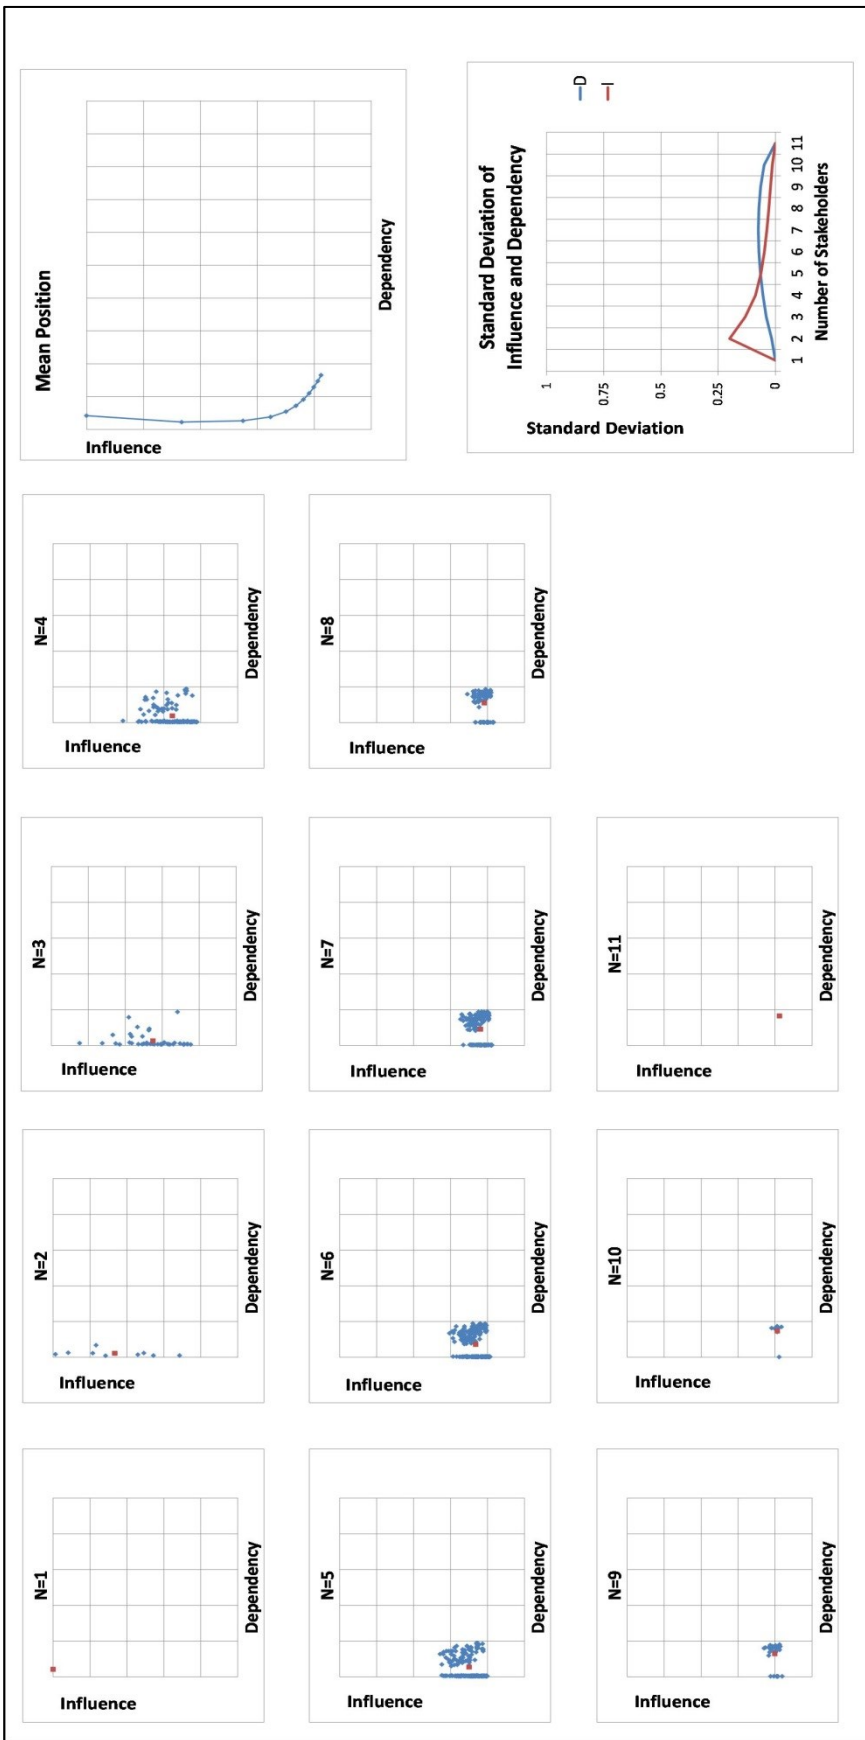 N=1
Influence
Dependency
N=2
Influence
Dependency
N=3
Influence
Dependency
N=4
Influence
Dependency
Mean Position
Influence
Dependency
N=5
Influence
Dependency
N=6
Influence
Dependency
N=7
Influence
Dependency
N=8
Influence
Dependency
Standard Deviation of
Influence and Dependency
Standard Deviation
1
0.75
0.5
0.25
0
1 2 3 4 5 6 7 8 9 10 11
Number of Stakeholders
D
I
N=9
Influence
Dependency
N=10
Influence
Dependency
N=11
Influence
Dependency